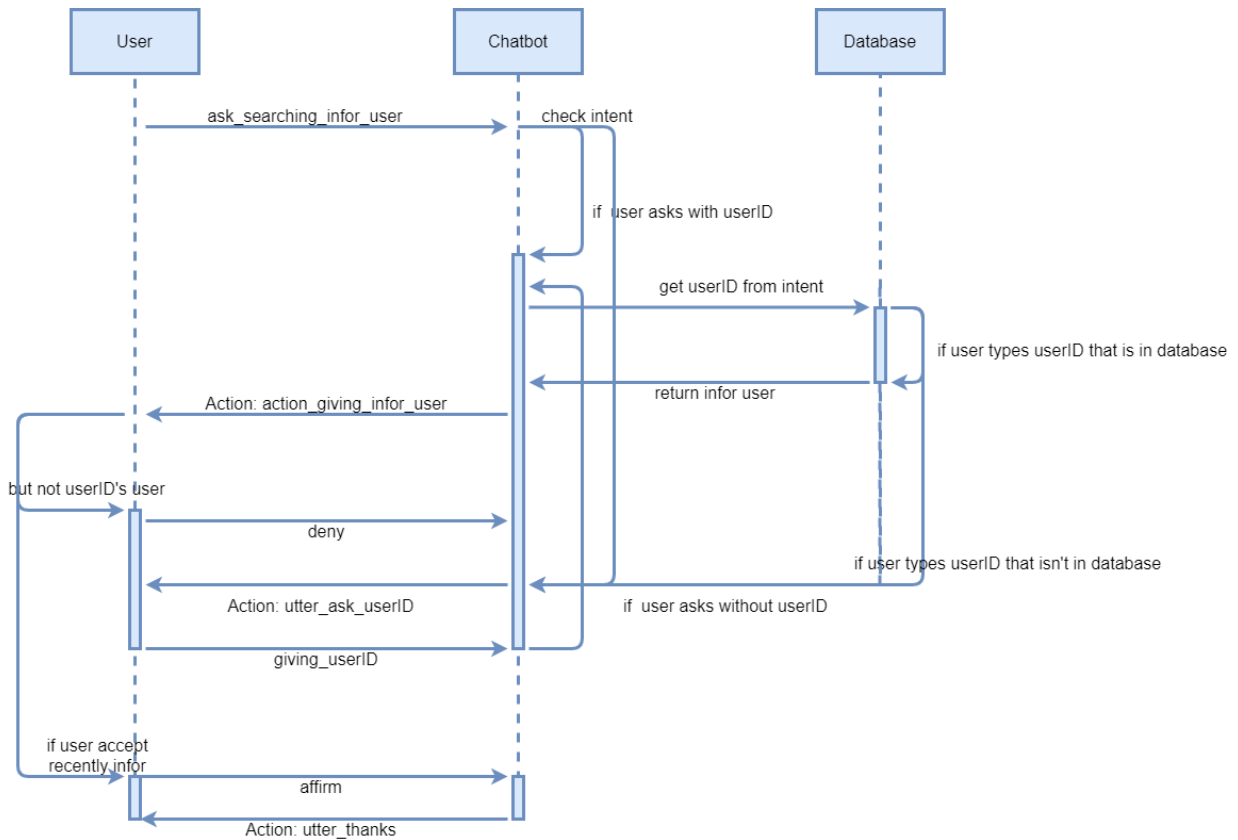 User
Chatbot
Database
ask_searching_infor_user
check intent
if  user asks with userID
get userID from intent
if user types userID that is in database
return infor user
Action: action_giving_infor_user
but not userID's user
deny
if user types userID that isn't in database
Action: utter_ask_userID
if  user asks without userID
giving_userID
if user accept
recently infor
affirm
Action: utter_thanks